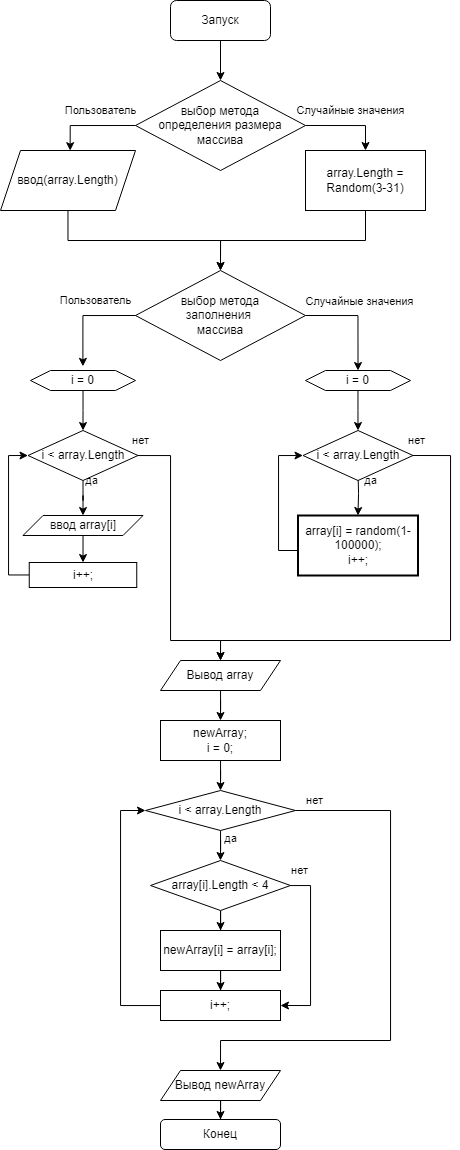 Запуск
Пользователь
выбор метода
определения размера
массива
Случайные значения
ввод(array.Length)
array.Length =
Random(3-31)
Пользователь
выбор метода
заполнения
массива
Случайные значения
i = 0
i = 0
i < array.Length
нет
да
i < array.Length
нет
да
ввод array[i]
i++;
array[i] = random(1-
100000);
i++;
Вывод array
newArray;
i = 0;
i < array.Length
нет
да
array[i].Length < 4
нет
newArray[i] = array[i];
i++;
Вывод newArray
Конец